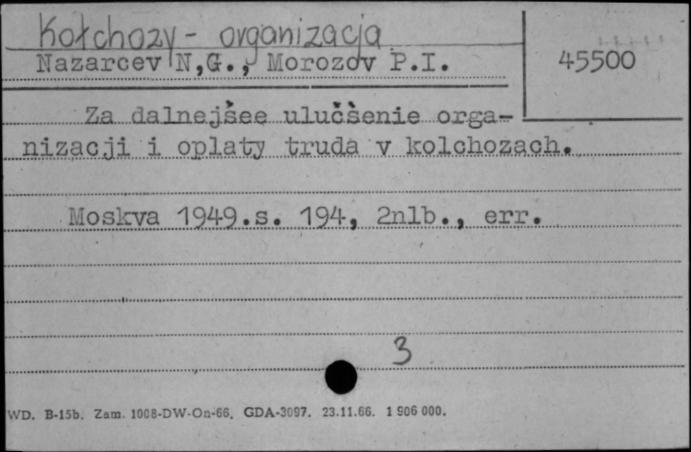 Kołchozy - organizacja
Nazarcev N,G., Morozov P.I.
45500
Za dalnejšee ulučšenie orga-
nizacji i oplaty truda v kolchozach.
Moskva 1949.s. 194, 2nlb., err.
3
WD. B-15b. Zam. 1008-DW-On-66. GDA-3097. 23.11.66. 1 906 000.